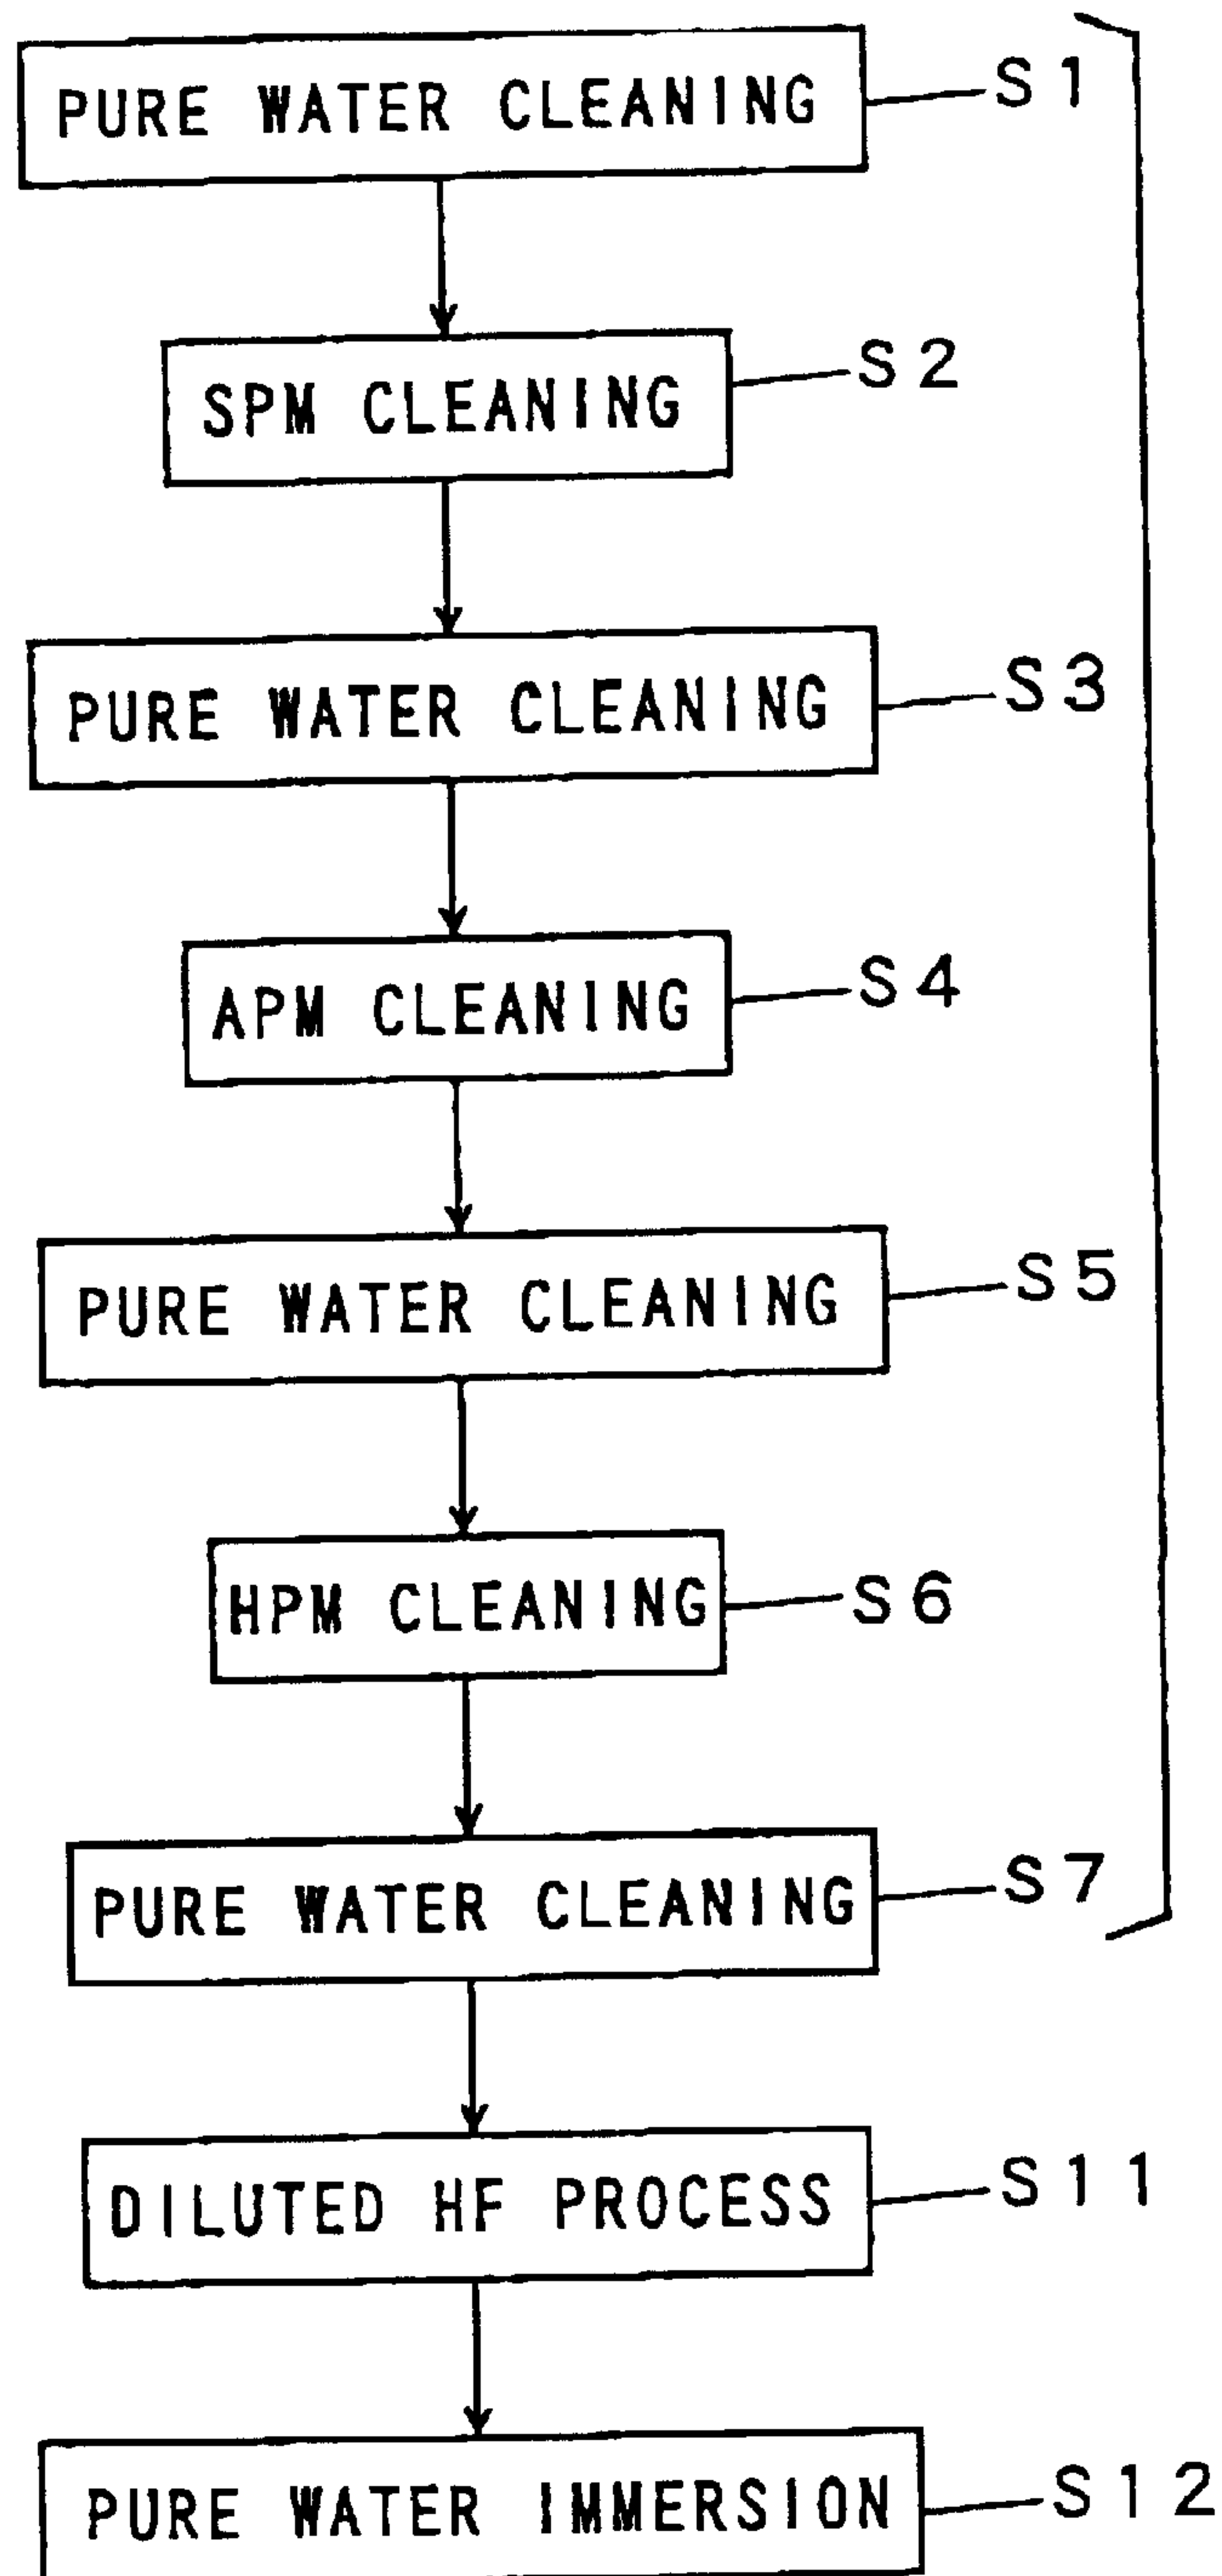 PURE WATER CLEANING S1
SPM CLEANING S2
PURE WATER CLEANING S3
APM CLEANING S4
PURE WATER CLEANING S5
HPM CLEANING S6
PURE WATER CLEANING S7
DILUTED HF PROCESS S11
PURE WATER IMMERSION S12